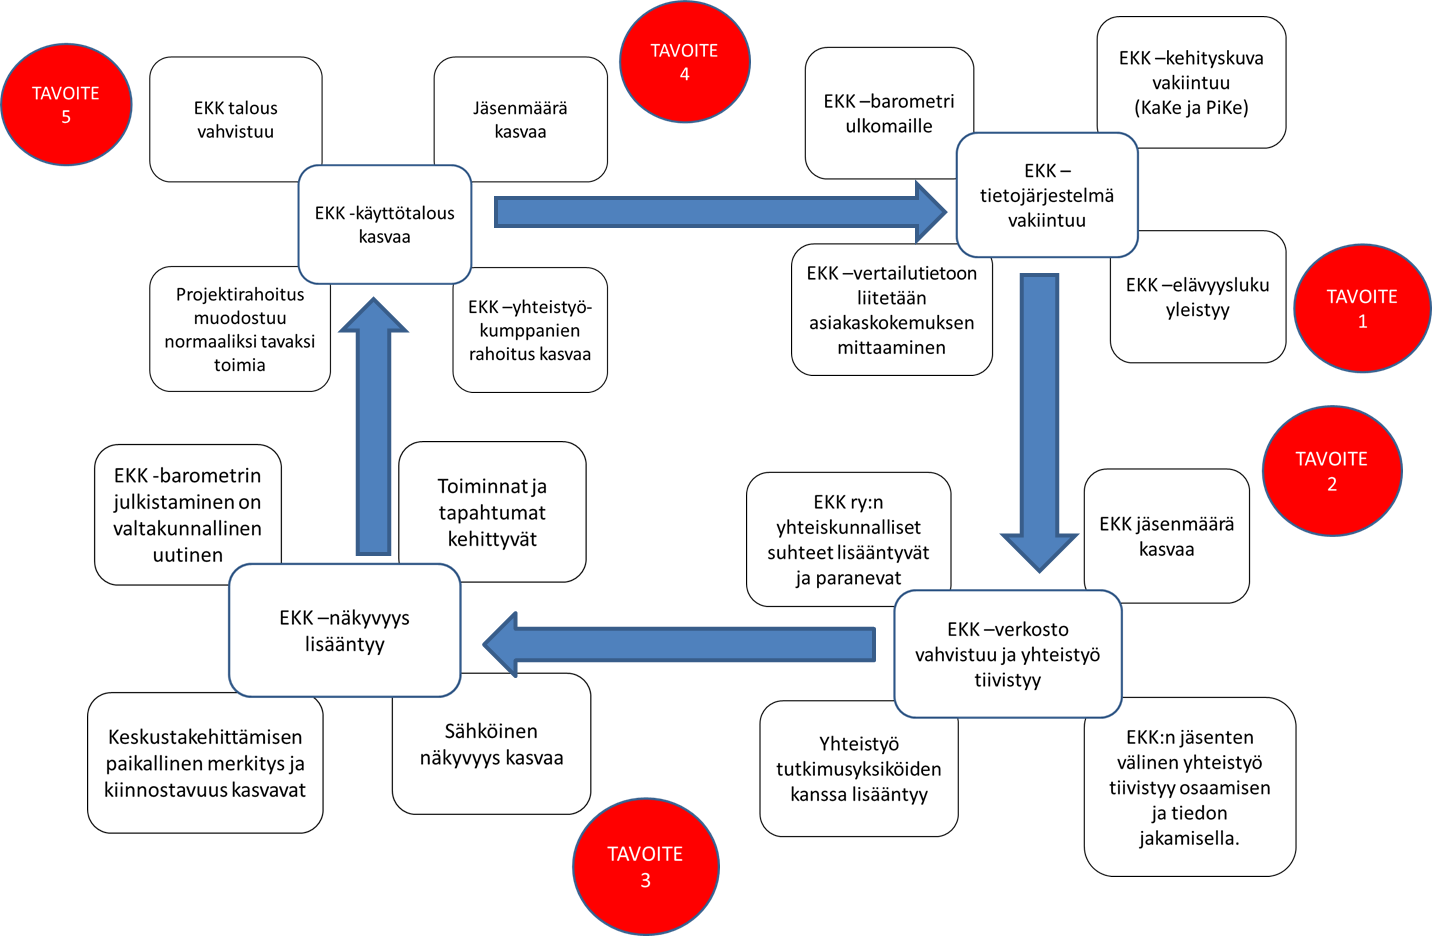 TAVOITE
5
EKK talous
vahvistuu
Jäsenmäärä
kasvaa
TAVOITE
4
EKK -käyttötalous
kasvaa
Projektirahoitus
muodostuu
normaaliksi tavaksi
toimia
EKK –yhteistyö-
kumppanien
rahoitus kasvaa
EKK –barometri
ulkomaille
EKK –kehityskuva
vakiintuu
(KaKe ja PiKe)
EKK –
tietojärjestelmä
vakiintuu
EKK –vertailutietoon
liitetään
asiakaskokemuksen
mittaaminen
EKK –elävyysluku
yleistyy
TAVOITE
1
TAVOITE
2
EKK -barometrin
julkistaminen on
valtakunnallinen
uutinen
Toiminnat ja
tapahtumat
kehittyvät
EKK –näkyvyys
lisääntyy
Keskustakehittämisen
paikallinen merkitys ja
kiinnostavuus kasvavat
Sähköinen
näkyvyys kasvaa
TAVOITE
3
EKK ry:n
yhteiskunnalliset
suhteet lisääntyvät
ja paranevat
EKK jäsenmäärä
kasvaa
EKK –verkosto
vahvistuu ja yhteistyö
tiivistyy
Yhteistyö
tutkimusyksiköiden
kanssa lisääntyy
EKK:n jäsenten
välinen yhteistyö
tiivistyy osaamisen
ja tiedon
jakamisella.